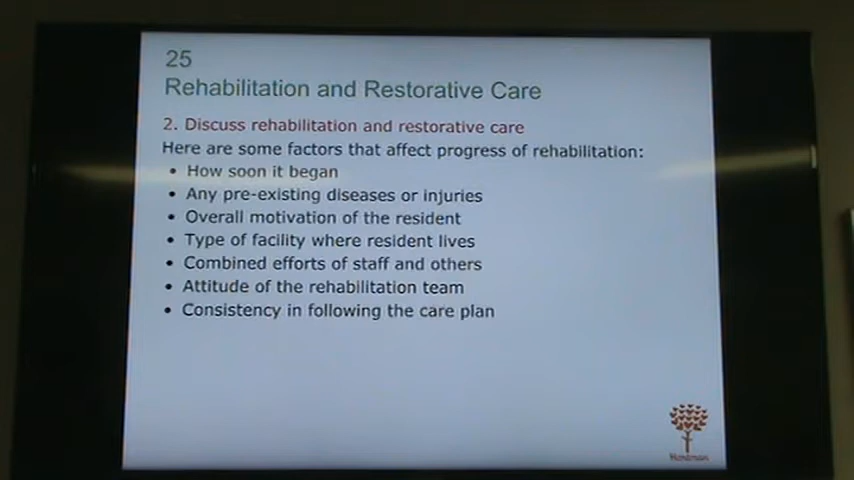 25
Rehabilitation and Restorative Care
2. Discuss rehabilitation and restorative care
Here are some factors that affect progress of rehabilitation:
• How soon it began
• Any pre-existing diseases or injuries
• Overall motivation of the resident
• Type of facility where resident lives
• Combined efforts of staff and others
• Attitude of the rehabilitation team
• Consistency in following the care plan
Hartman